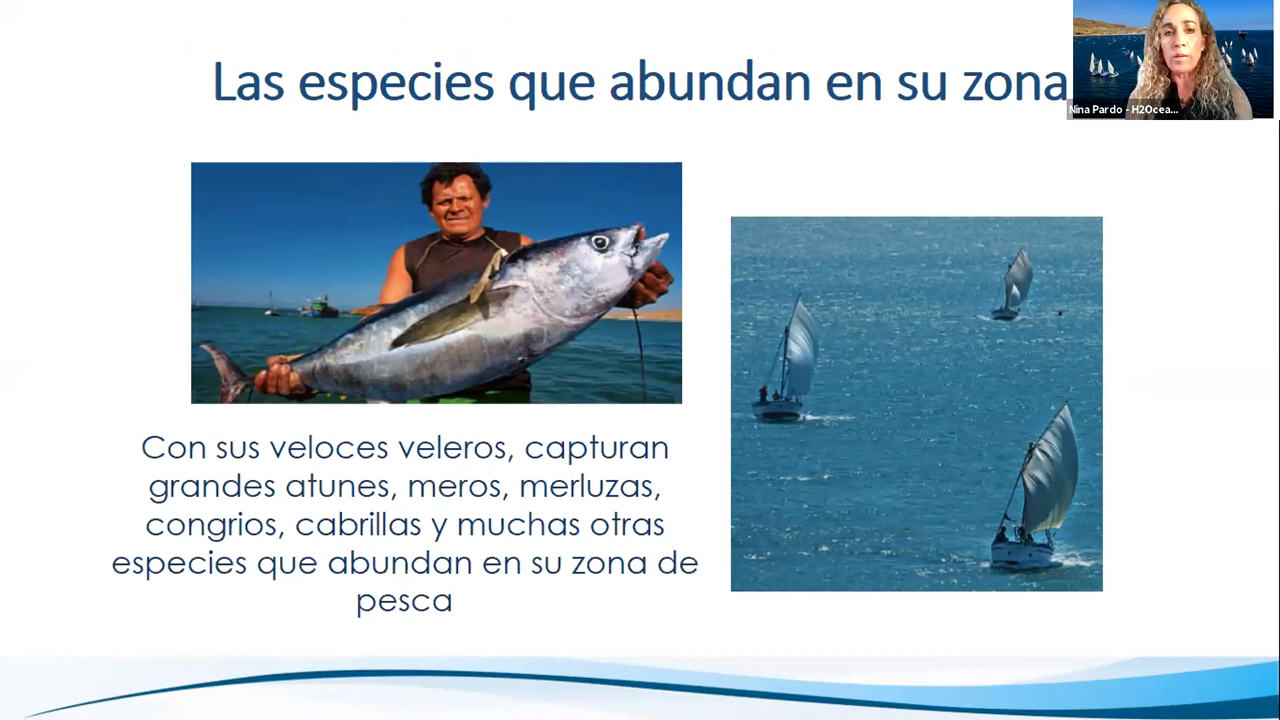 Las especies que abundan en su zona
Nina Pardo - H2Ocea...
Con sus veloces veleros, capturan
grandes atunes, meros, merluzas,
congrios, cabrillas y muchas otras
especies que abundan en su zona de
pesca